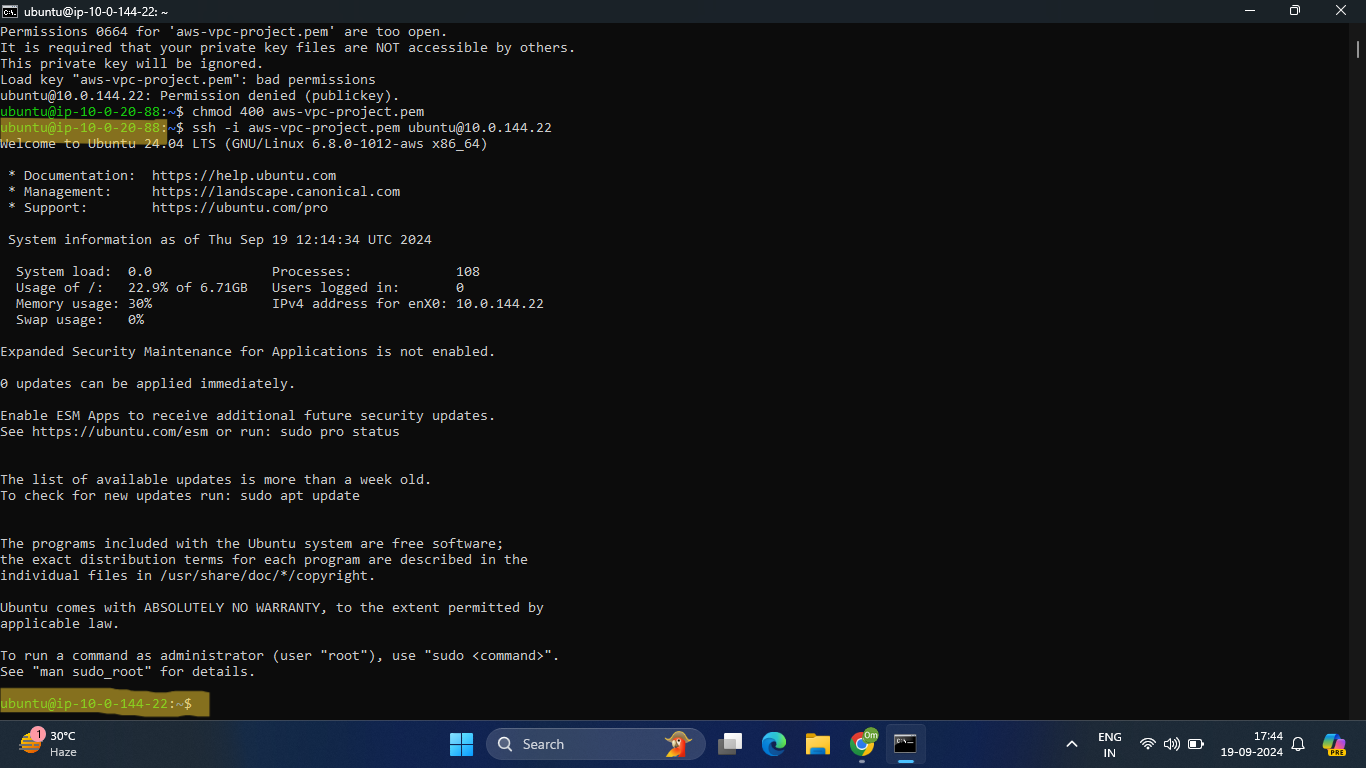 ubuntu@ip-10-0-144-22: ~
Permissions 0664 for 'aws-vpc-project.pem' are too open.
It is required that your private key files are NOT accessible by others.
This private key will be ignored.
Load key "aws-vpc-project.pem": bad permissions
ubuntu@10.0.144.22: Permission denied (publickey).
ubuntu@ip-10-0-20-88:~$ chmod 400 aws-vpc-project.pem
ubuntu@ip-10-0-20-88:~$ ssh -i aws-vpc-project.pem ubuntu@10.0.144.22
Welcome to Ubuntu 24.04 LTS (GNU/Linux 6.8.0-1012-aws x86_64)
* Documentation:  https://help.ubuntu.com
* Management:     https://landscape.canonical.com
* Support:        https://ubuntu.com/pro
System information as of Thu Sep 19 12:14:34 UTC 2024
System load:  0.0               Processes:             108
Usage of /:   22.9% of 6.71GB   Users logged in:       0
Memory usage: 30%               IPv4 address for enX0: 10.0.144.22
Swap usage:   0%
Expanded Security Maintenance for Applications is not enabled.
0 updates can be applied immediately.
Enable ESM Apps to receive additional future security updates.
See https://ubuntu.com/esm or run: sudo pro status
The list of available updates is more than a week old.
To check for new updates run: sudo apt update
The programs included with the Ubuntu system are free software;
the exact distribution terms for each program are described in the
individual files in /usr/share/doc/*/copyright.
Ubuntu comes with ABSOLUTELY NO WARRANTY, to the extent permitted by
applicable law.
To run a command as administrator (user "root"), use "sudo <command>".
See "man sudo_root" for details.
ubuntu@ip-10-0-144-22:~$
1
30°C
Haze
Search
Om
ENG
IN
17:44
19-09-2024
PRE